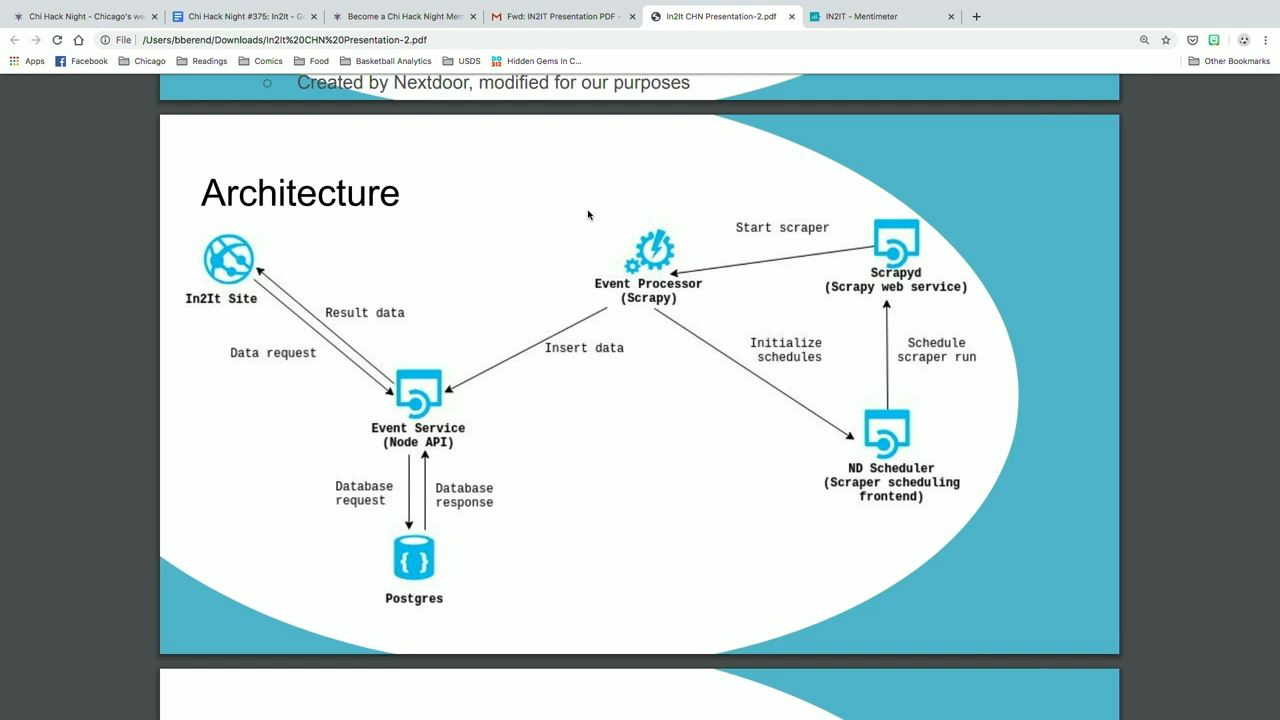 Chi Hack Night - Chicago's we
Chi Hack Night #375: In2It - G
Become a Chi Hack Night Mem
Fwd: IN2IT Presentation PDF -
In2It CHN Presentation-2.pdf
IN2IT - Mentimeter
File
/Users/bberend/Downloads/In2It%20CHN%20Presentation-2.pdf
Apps
Facebook
Chicago
Readings
Comics
Food
Basketball Analytics
USDS
Hidden Gems In C...
Other Bookmarks
Created by Nextdoor, modified for our purposes
Architecture
In2It Site
Result data
Data request
Event Service
(Node API)
Database
request
Database
response
Postgres
Insert data
Event Processor
(Scrapy)
Start scraper
Scrapyd
(Scrapy web service)
Initialize
schedules
Schedule
scraper run
ND Scheduler
(Scraper scheduling
frontend)